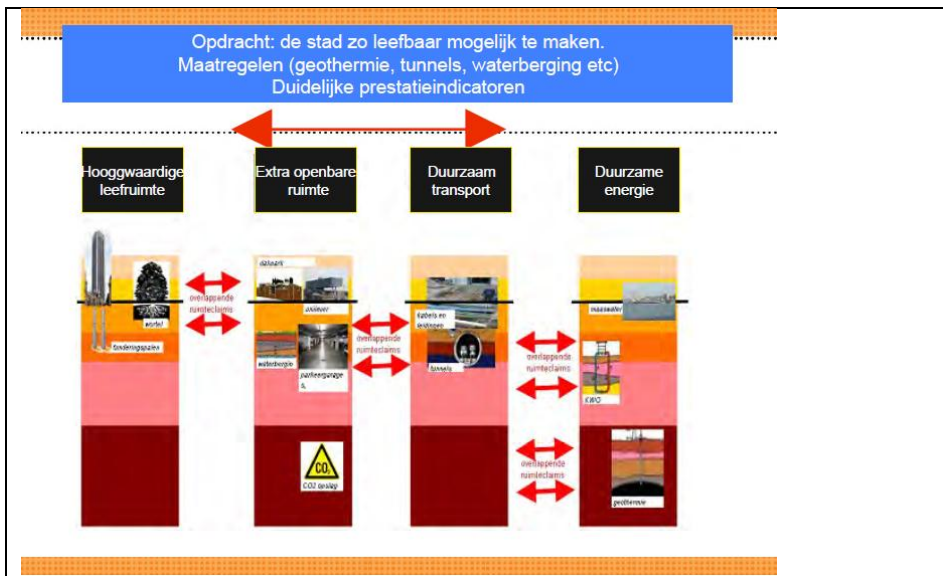 Opdracht: de stad zo leefbaar mogelijk te maken.
Maatregelen (geothermie, tunnels, waterberging etc)
Duidelijke prestatieindicatoren
Hooggwaardige
leefruimte
Extra openbare
ruimte
Duurzaam
transport
Duurzame
energie
wortel
funderingspalen
overlappende
ruimteclaims
waterbergin
parkeergarage
s
CO2
CO2 opslag
overlappende
ruimteclaims
kabels en
leidingen
tunnels
overlappende
ruimteclaims
overlappende
ruimteclaims
maaswater
KWO
geothermie